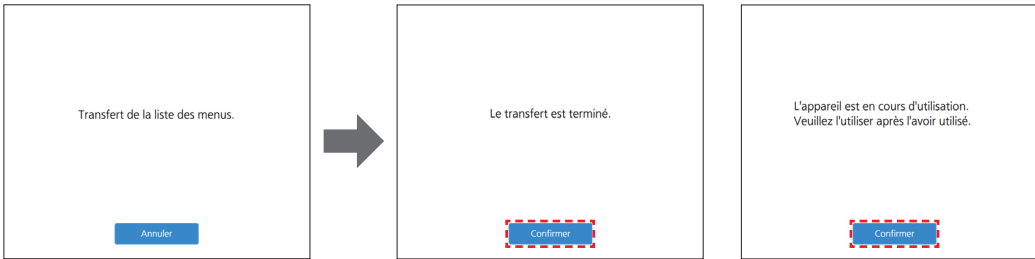 Transfert de la liste des menus.
Annuler
Le transfert est terminé.
Confirmer
L'appareil est en cours d'utilisation.
Veuillez l'utiliser après l'avoir utilisé.
Confirmer